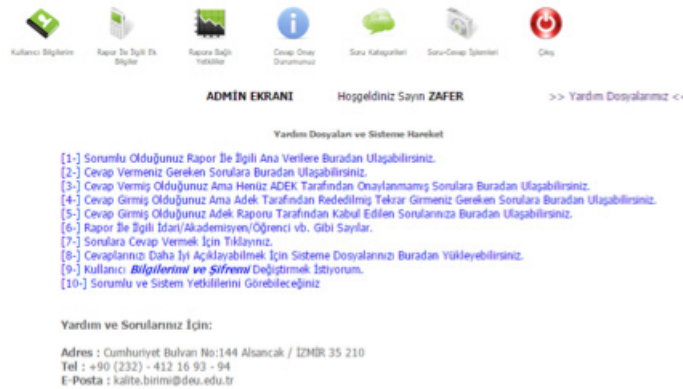 Kullanıcı Bilgilerim
Rapor İle İlgili Ek Bilgiler
Rapora Bağlı Yetkililer
Cevap Onay Durumumuz
Soru Kategorileri
Soru-Cevap İşlemleri
Çıkış
ADMİN EKRANI Hoşgeldiniz Sayın ZAFER >> Yardım Dosyalarımız <
Yardım Dosyaları ve Sisteme Hareket
[1-] Sorumlu Olduğunuz Rapor İle İlgili Ana Verilere Buradan Ulaşabilirsiniz.
[2-] Cevap Vermeniz Gereken Sorulara Buradan Ulaşabilirsiniz.
[3-] Cevap Vermiş Olduğunuz Ama Henüz ADEK Tarafından Onaylanmamış Sorulara Buradan Ulaşabilirsiniz.
[4-] Cevap Girmiş Olduğunuz Ama Adek Tarafından Rededilmiş Tekrar Girmeniz Gereken Sorulara Buradan Ulaşabilirsiniz.
[5-] Cevap Girmiş Olduğunuz Adek Raporu Tarafından Kabul Edilen Sorularınıza Buradan Ulaşabilirsiniz.
[6-] Rapor İle İlgili İdari/Akademisyen/Öğrenci vb. Gibi Sayılar.
[7-] Sorulara Cevap Vermek İçin Tıklayınız.
[8-] Cevaplarınızı Daha İyi Açıklayabilmek İçin Sisteme Dosyalarınızı Buradan Yükleyebilirsiniz.
[9-] Kullanıcı Bilgilerimi ve Şifremi Değiştirmek İstiyorum.
[10-] Sorumlu ve Sistem Yetkililerini Görebileceğiniz
Yardım ve Sorularınız İçin:
Adres : Cumhuriyet Bulvarı No:144 Alsancak / İZMİR 35 210
Tel : +90 (232) - 412 16 93 - 94
E-Posta : kalite.birimi@deu.edu.tr